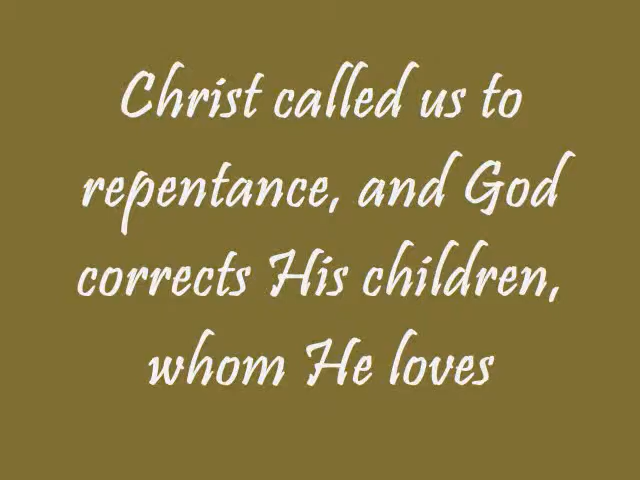 Christ called us to
repentance, and God
corrects His children,
whom He loves